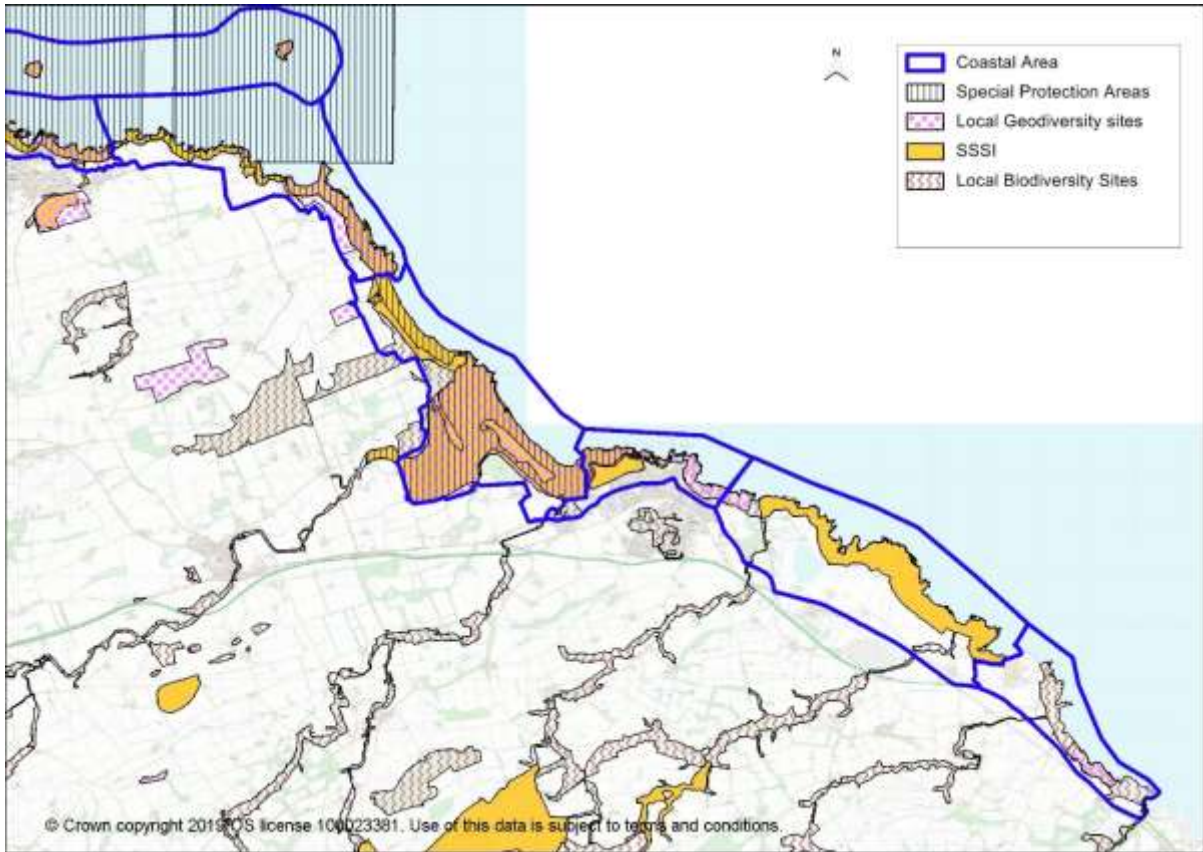 N
Coastal Area
Special Protection Areas
Local Geodiversity sites
SSSI
Local Biodiversity Sites
© Crown copyright 2019 OS license 100023381. Use of this data is subject to terms and conditions.